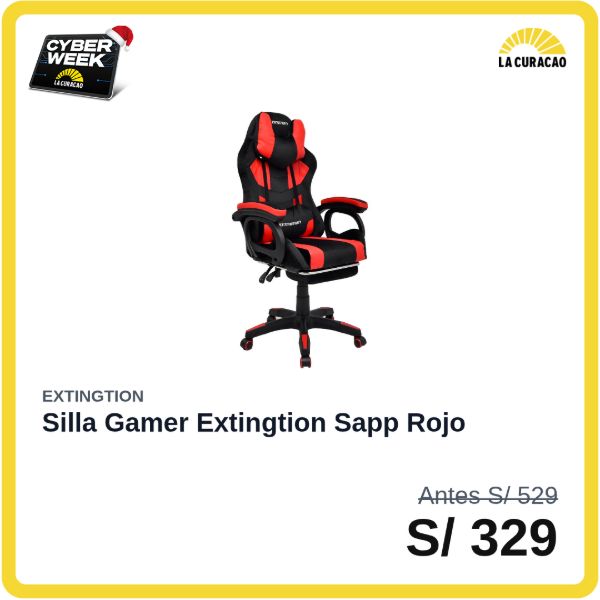 CYBER
WEEK
LA CURACAO
LA CURACAO
EXTINGTION
Silla Gamer Extingtion Sapp Rojo
Antes S/ 529
S/ 329